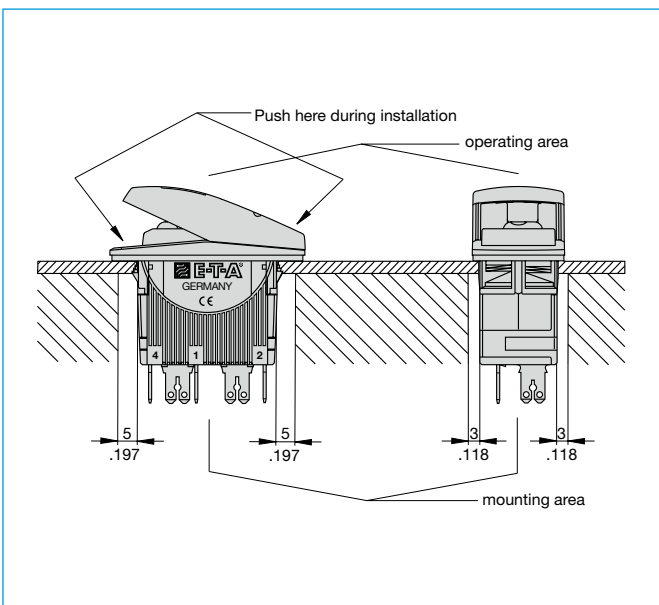 Push here during installation
operating area
E-T-A®
GERMANY
CE
4 1 2
5 5 3 3
.197 .197 .118 .118
mounting area